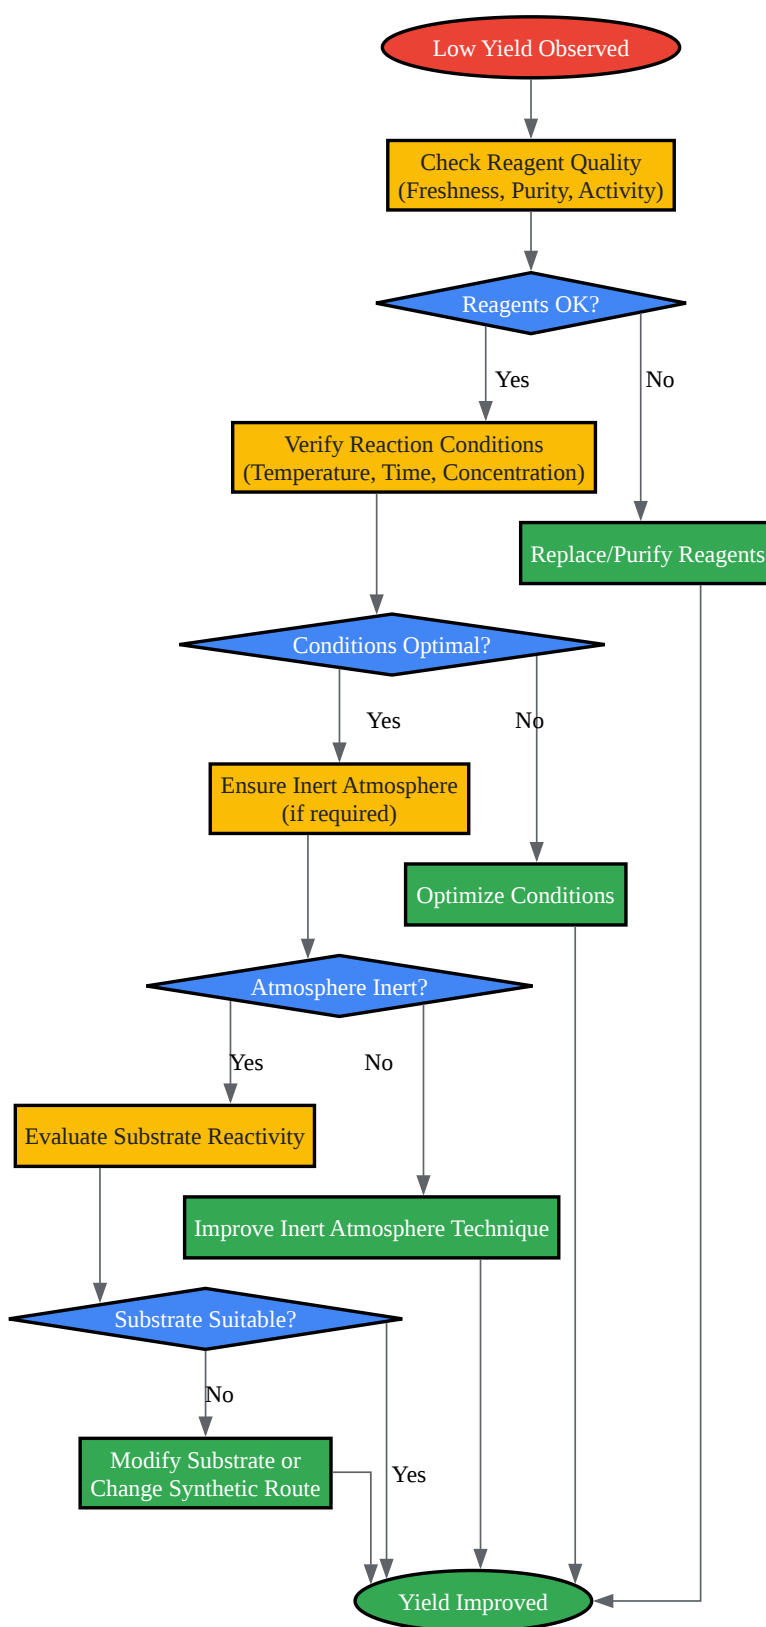 Low Yield Observed
Check Reagent Quality
(Freshness, Purity, Activity)
Reagents OK?
Yes
No
Verify Reaction Conditions
(Temperature, Time, Concentration)
Replace/Purify Reagents
Conditions Optimal?
Yes
No
Ensure Inert Atmosphere
(if required)
Optimize Conditions
Atmosphere Inert?
Yes
No
Evaluate Substrate Reactivity
Improve Inert Atmosphere Technique
Substrate Suitable?
No
Modify Substrate or
Change Synthetic Route
Yes
Yield Improved